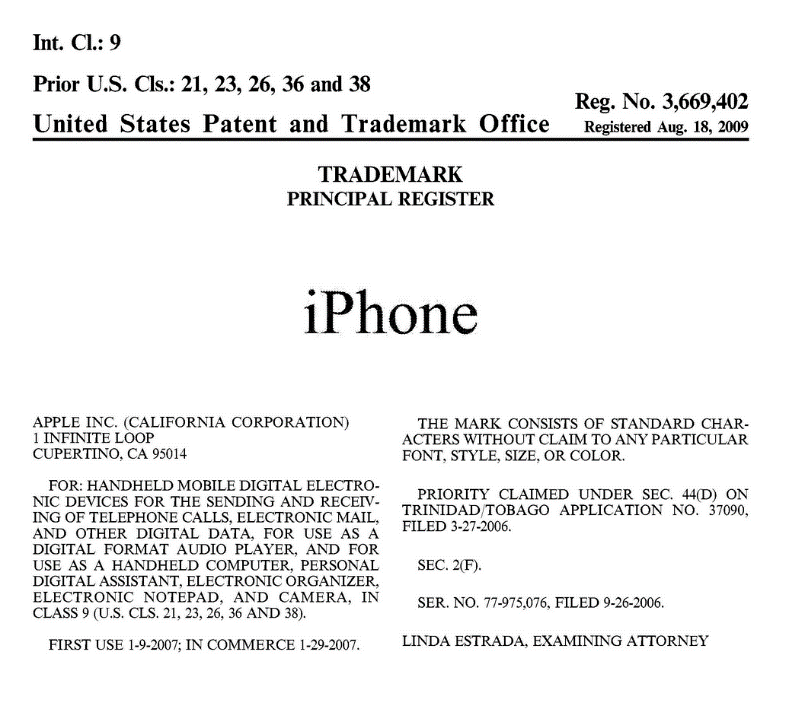 Int. Cl.: 9
Prior U.S. Cls.: 21, 23, 26, 36 and 38
Reg. No. 3,669,402
United States Patent and Trademark Office
Registered Aug. 18, 2009
TRADEMARK
PRINCIPAL REGISTER
iPhone
APPLE INC. (CALIFORNIA CORPORATION)
1 INFINITE LOOP
CUPERTINO, CA 95014
FOR: HANDHELD MOBILE DIGITAL ELECTRO-
NIC DEVICES FOR THE SENDING AND RECEIV-
ING OF TELEPHONE CALLS, ELECTRONIC MAIL,
AND OTHER DIGITAL DATA, FOR USE AS A
DIGITAL FORMAT AUDIO PLAYER, AND FOR
USE AS A HANDHELD COMPUTER, PERSONAL
DIGITAL ASSISTANT, ELECTRONIC ORGANIZER,
ELECTRONIC NOTEPAD, AND CAMERA, IN
CLASS 9 (U.S. CLS. 21, 23, 26, 36 AND 38).
FIRST USE 1-9-2007; IN COMMERCE 1-29-2007.
THE MARK CONSISTS OF STANDARD CHAR-
ACTERS WITHOUT CLAIM TO ANY PARTICULAR
FONT, STYLE, SIZE, OR COLOR.
PRIORITY CLAIMED UNDER SEC. 44(D) ON
TRINIDAD/TOBAGO APPLICATION NO. 37090,
FILED 3-27-2006.
SEC. 2(F).
SER. NO. 77-975,076, FILED 9-26-2006.
LINDA ESTRADA, EXAMINING ATTORNEY